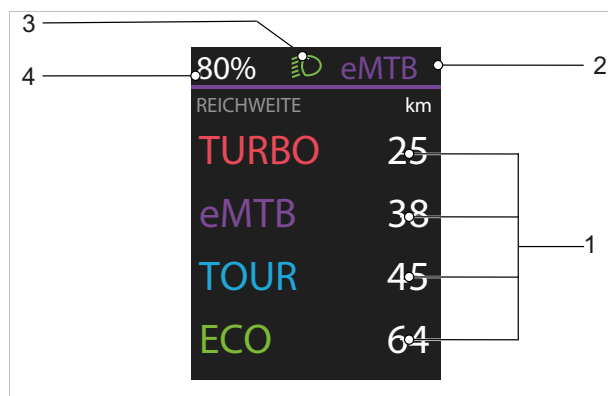 3
4
80% eMTB
2
REICHWEITE km
TURBO 25
eMTB 38
1
TOUR 45
ECO 64